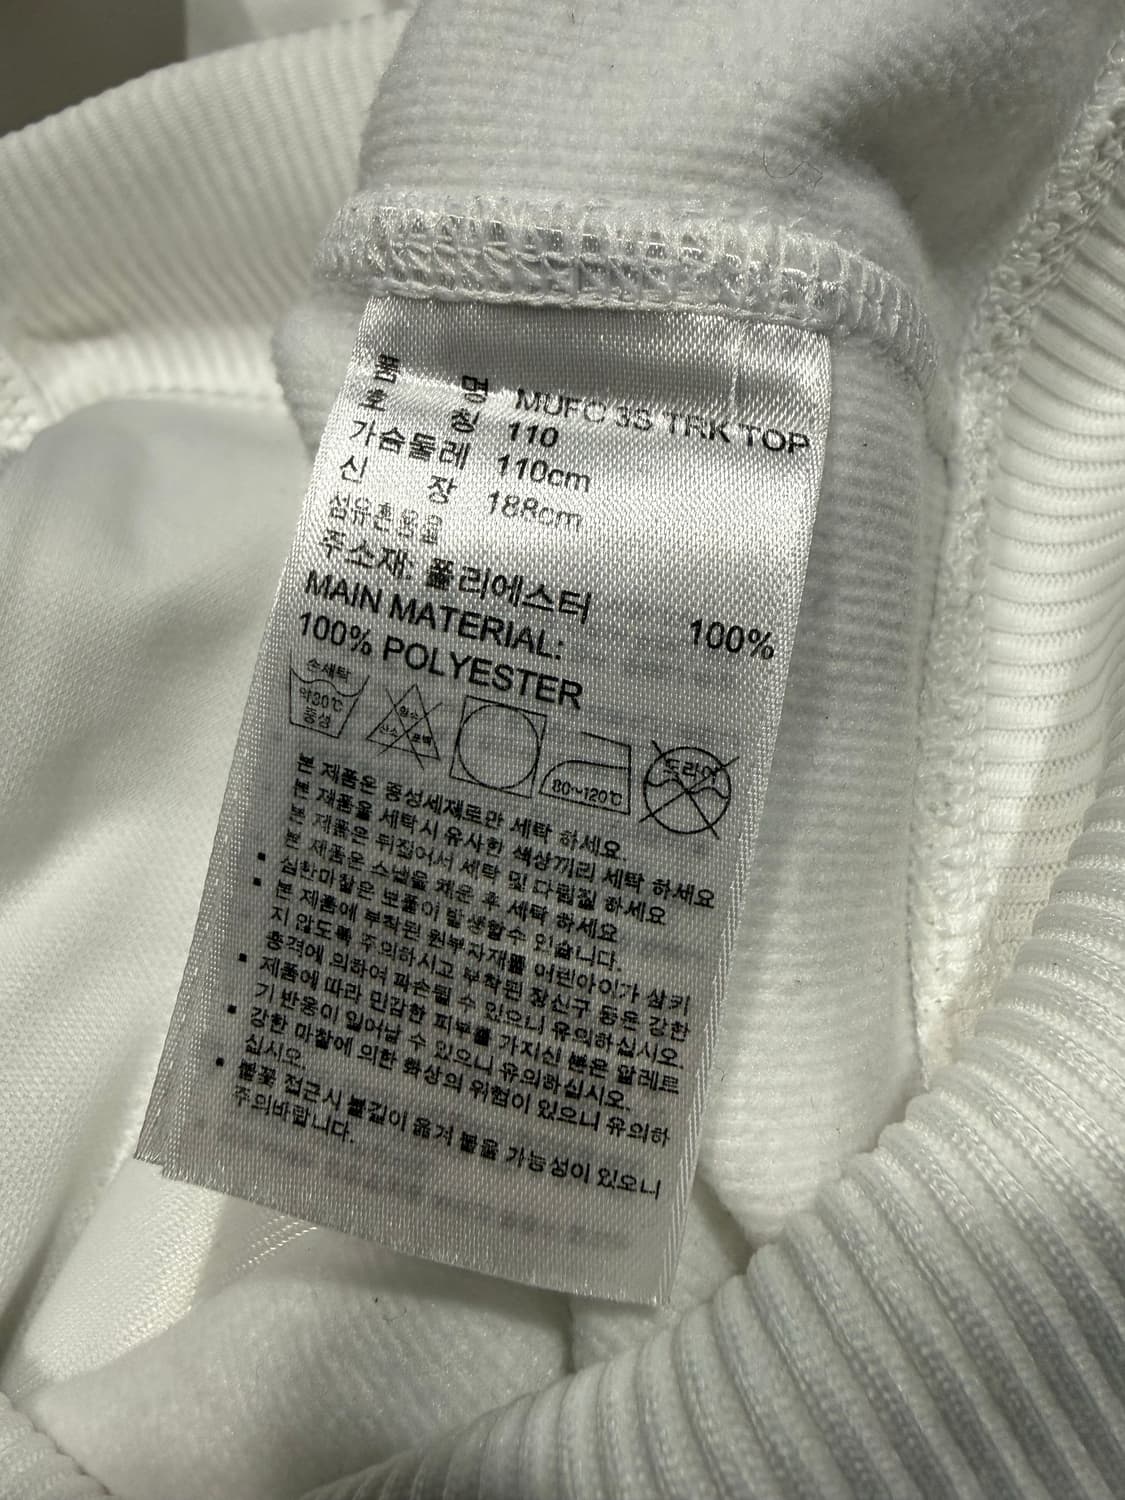 품 명 MUFC 3S TRK TOP
호 칭 110
가슴둘레 110cm
신 장 188cm
섬유혼용율
주소재: 폴리에스터 100%
MAIN MATERIAL:
100% POLYESTER
손세탁
약30℃
중성
염소
산소 표백
80~120℃
드라이
본 제품은 중성세제로만 세탁 하세요.
본 제품을 세탁시 유사한 색상끼리 세탁 하세요
본 제품은 뒤집어서 세탁 및 다림질 하세요
본 제품은 스냅을 채운 후 세탁 하세요
▪ 심한마찰은 보풀이 발생할수 있습니다.
▪ 본 제품에 부착된 원부자재를 어린아이가 삼키
지 않도록 주의하시고 부착된 장신구 등은 강한
충격에 의하여 파손될 수 있으니 유의하십시오.
▪ 제품에 따라 민감한 피부를 가지신 분은 알레르
기 반응이 일어날 수 있으니 유의하십시오.
▪ 강한 마찰에 의한 화상의 위험이 있으니 유의하
십시오.
▪ 불꽃 접근시 불길이 옮겨 붙을 가능성이 있으니
주의바랍니다.